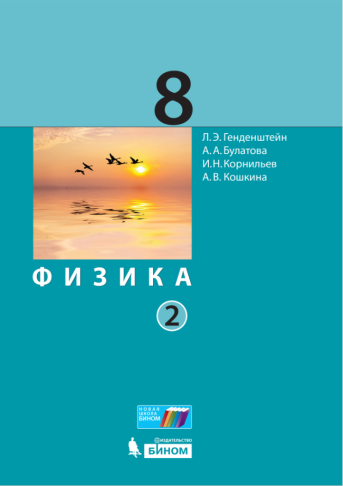 8
Л. Э. Генденштейн
А. А. Булатова
И. Н. Корнильев
А. В. Кошкина
ФИЗИКА
2
НОВАЯ
ШКОЛА
БИНОМ
издательство
БИНОМ